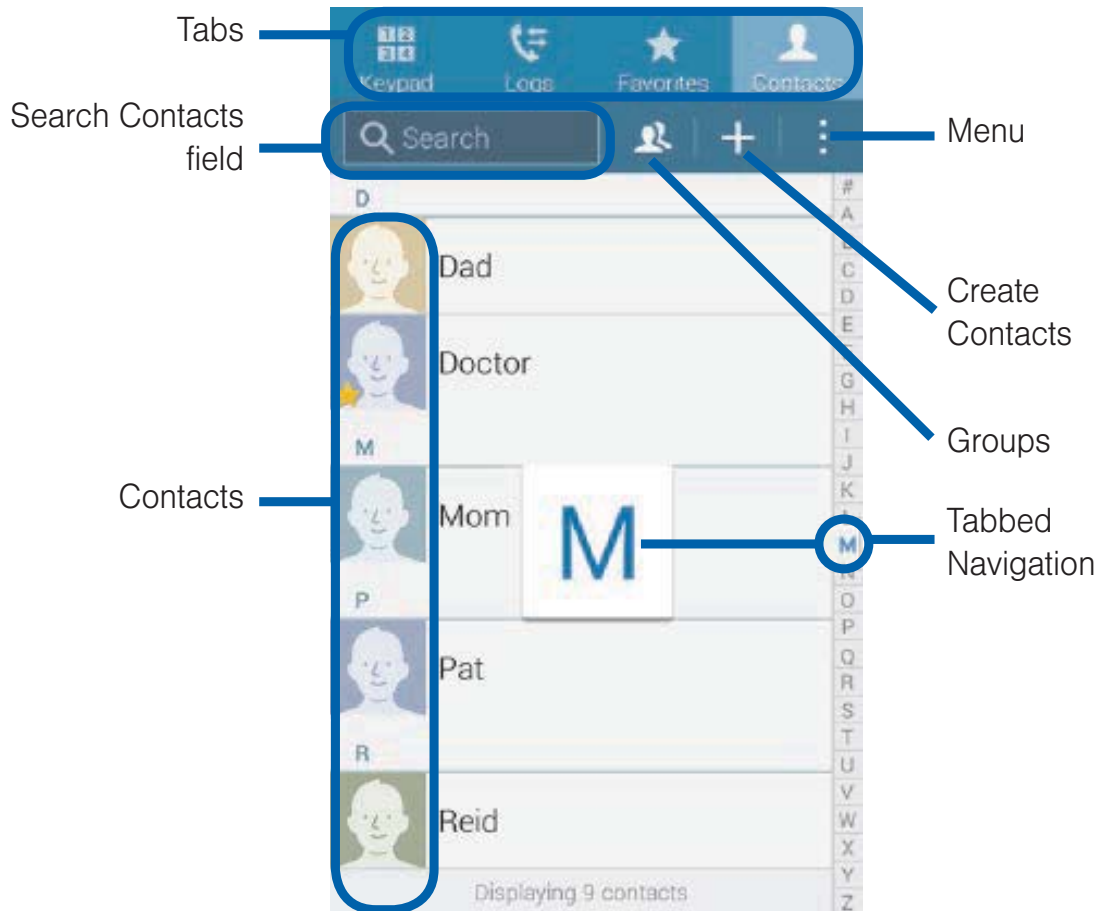 Tabs
Keypad
Logs
Favorites
Contacts
Search Contacts
field
Search
Menu
D
Dad
Create
Contacts
Doctor
Groups
M
Contacts
Mom
M
Tabbed
Navigation
P
Pat
R
Reid
Displaying 9 contacts
#
A
C
D
E
G
H
I
J
K
M
O
P
Q
R
S
T
U
V
W
X
Y
Z